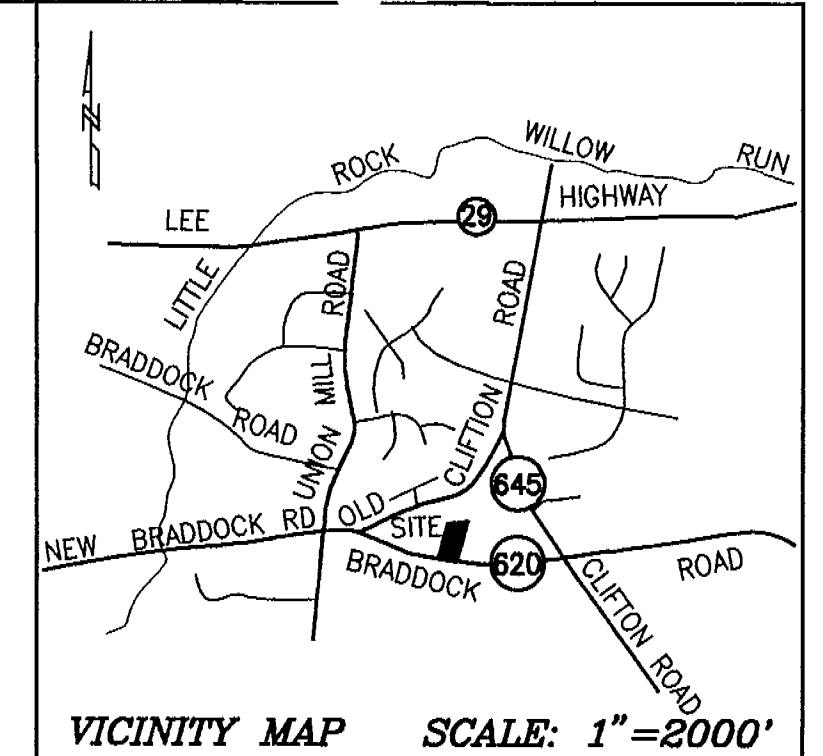 N
WILLOW
ROCK
RUN
HIGHWAY
LEE
29
LITTLE
ROAD
ROAD
BRADDOCK
ROAD
MILL
UNION
CLIFTION
OLD
645
SITE
NEW BRADDOCK RD
620
BRADDOCK
ROAD
CLIFTON ROAD
VICINITY MAP SCALE: 1"=2000'